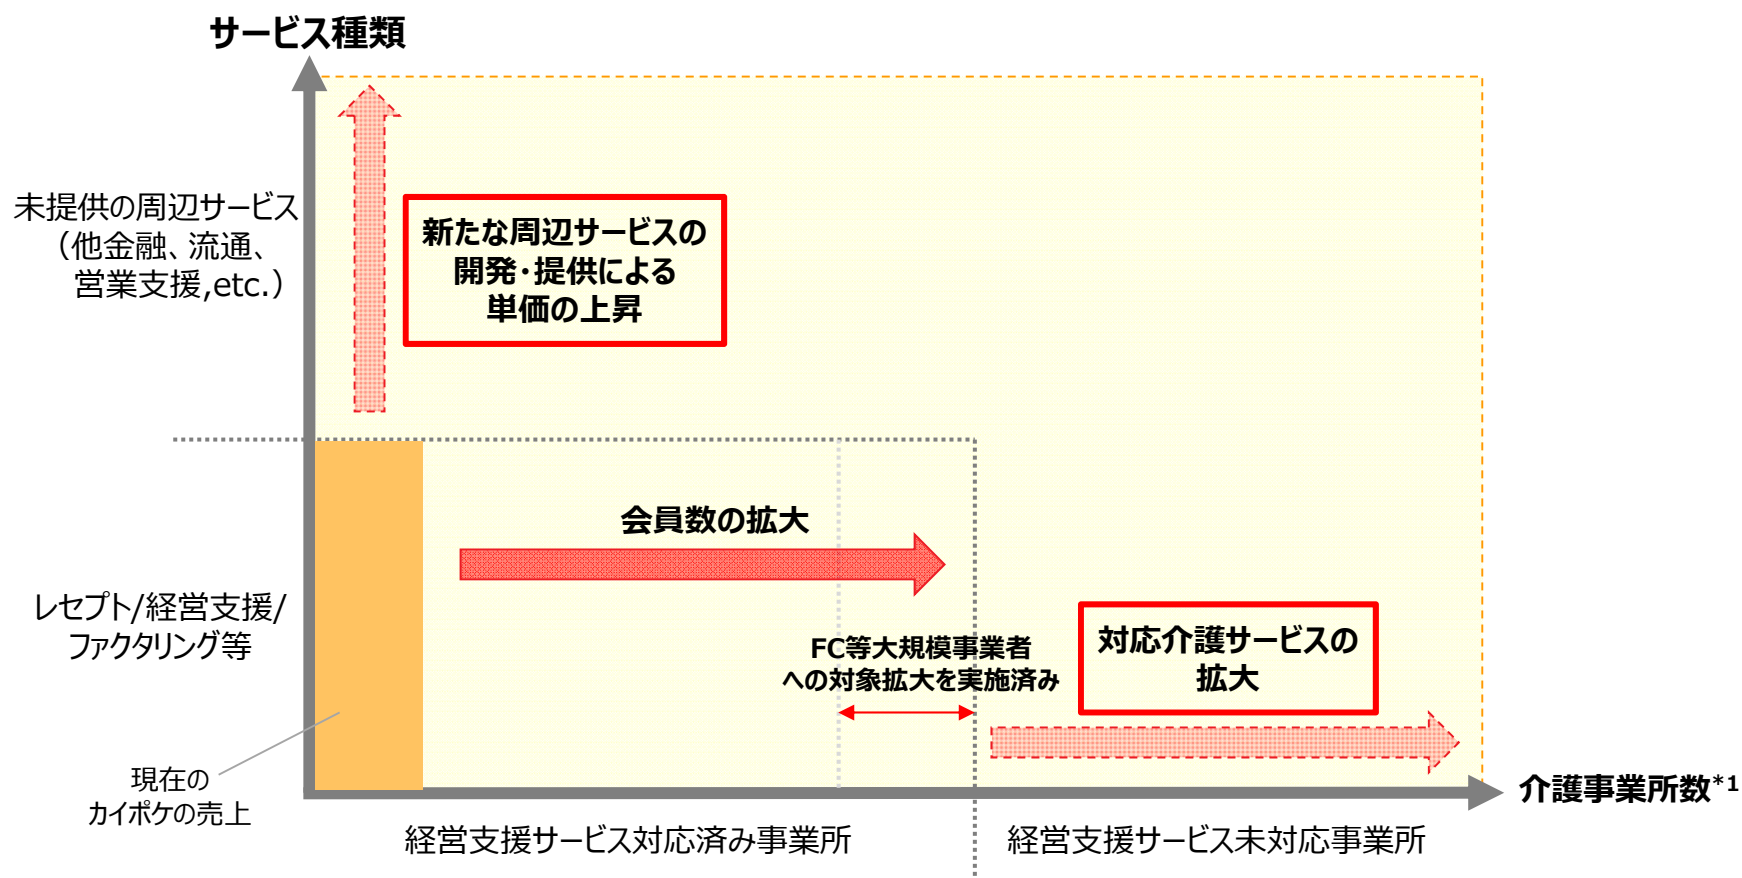 サービス種類
未提供の周辺サービス
（他金融、流通、
営業支援,etc.）
新たな周辺サービスの
開発・提供による
単価の上昇
会員数の拡大
レセプト/経営支援/
ファクタリング等
FC等大規模事業者
への対象拡大を実施済み
対応介護サービスの
拡大
現在の
カイポケの売上
介護事業所数*1
経営支援サービス対応済み事業所
経営支援サービス未対応事業所